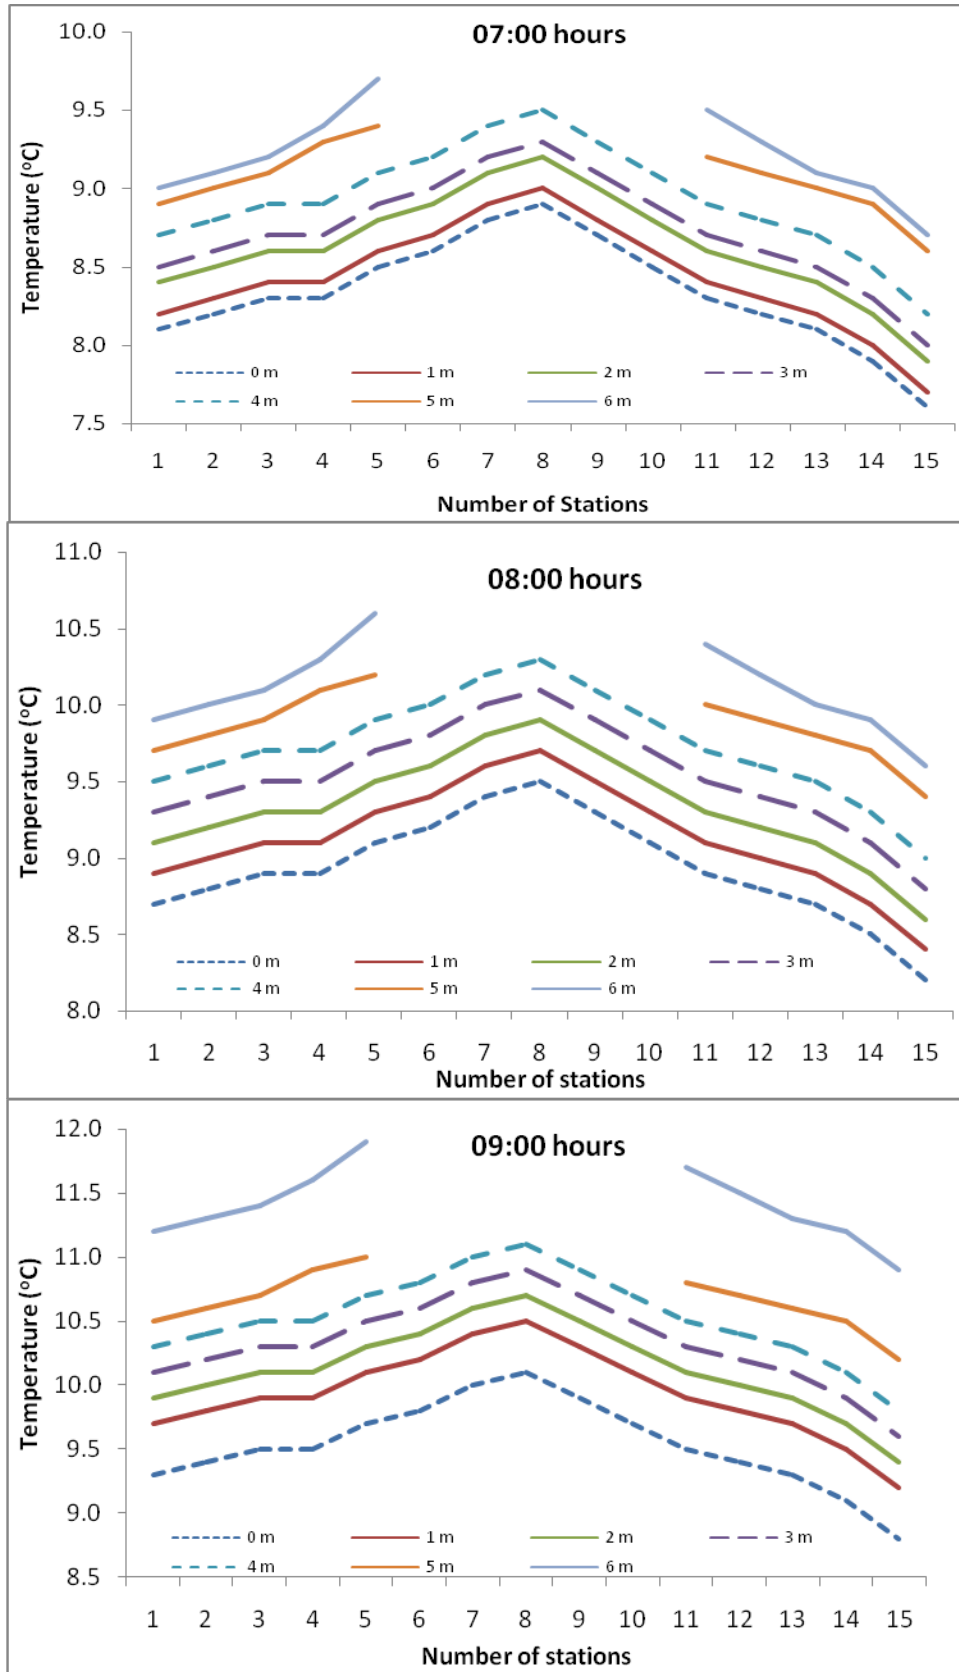 07:00 hours
10.0
9.5
9.0
8.5
8.0
7.5
Temperature (°C)
0 m 1 m 2 m 3 m
4 m 5 m 6 m
1 2 3 4 5 6 7 8 9 10 11 12 13 14 15
Number of Stations
08:00 hours
11.0
10.5
10.0
9.5
9.0
8.5
8.0
Temperature (°C)
0 m 1 m 2 m 3 m
4 m 5 m 6 m
1 2 3 4 5 6 7 8 9 10 11 12 13 14 15
Number of stations
09:00 hours
12.0
11.5
11.0
10.5
10.0
9.5
9.0
8.5
Temperature (°C)
0 m 1 m 2 m 3 m
4 m 5 m 6 m
1 2 3 4 5 6 7 8 9 10 11 12 13 14 15
Number of stations